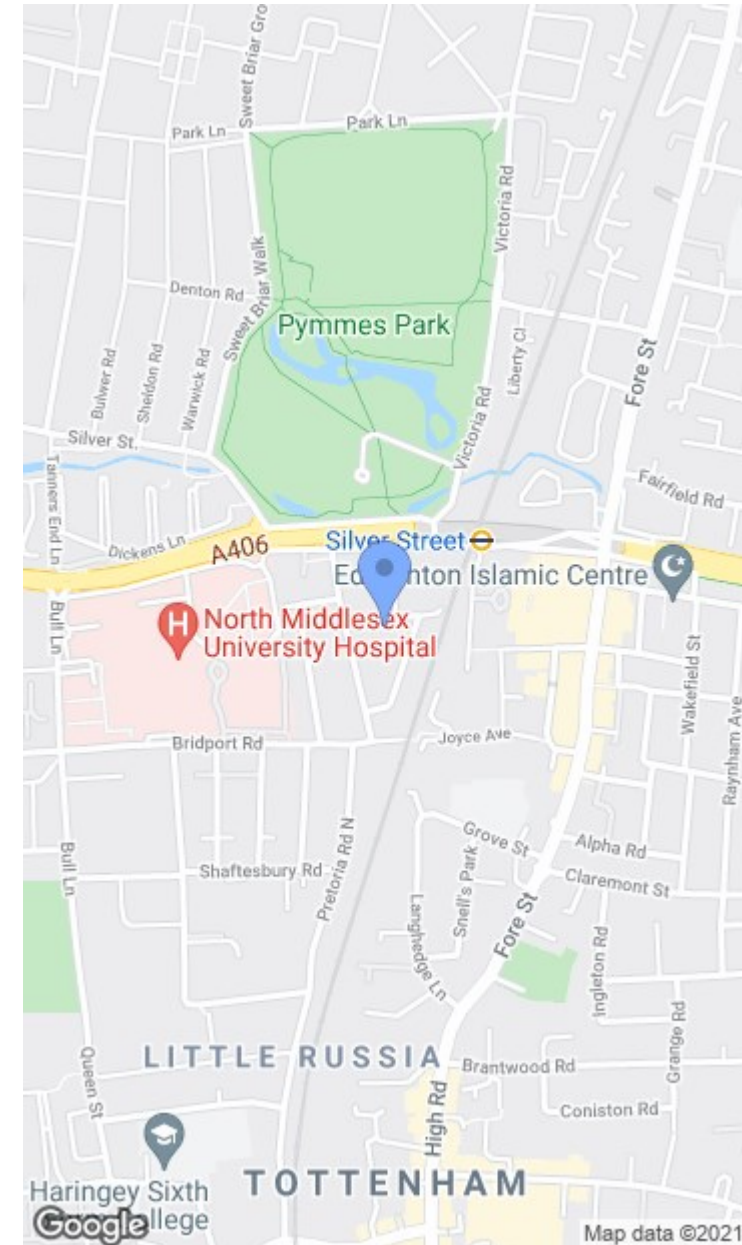 Sweet Briar Gro
Park Ln
Park Ln
Victoria Rd
Sweet Briar Walk
Denton Rd
Pymmes Park
Fore St
Liberty Cl
Bulwer Rd
Sheldon Rd
Warwick Rd
Silver St.
Victoria Rd
Tanners End Ln
Fairfield Rd
Dickens Ln
A406
Silver Street
Islamic Centre
Bull Ln
H
North Middlesex
University Hospital
Wakefield St
Raynham Ave
Bridport Rd
Joyce Ave
Pretoria Rd N
Grove St
Alpha Rd
Bull Ln
Shaftesbury Rd
Snell's Park
Claremont St
Langhedge Ln
Fore St
Ingleton Rd
Grange Rd
LITTLE RUSSIA
Brantwood Rd
Queen St
High Rd
Coniston Rd
Haringey Sixth
TOTTENHAM
Google
Map data ©2021